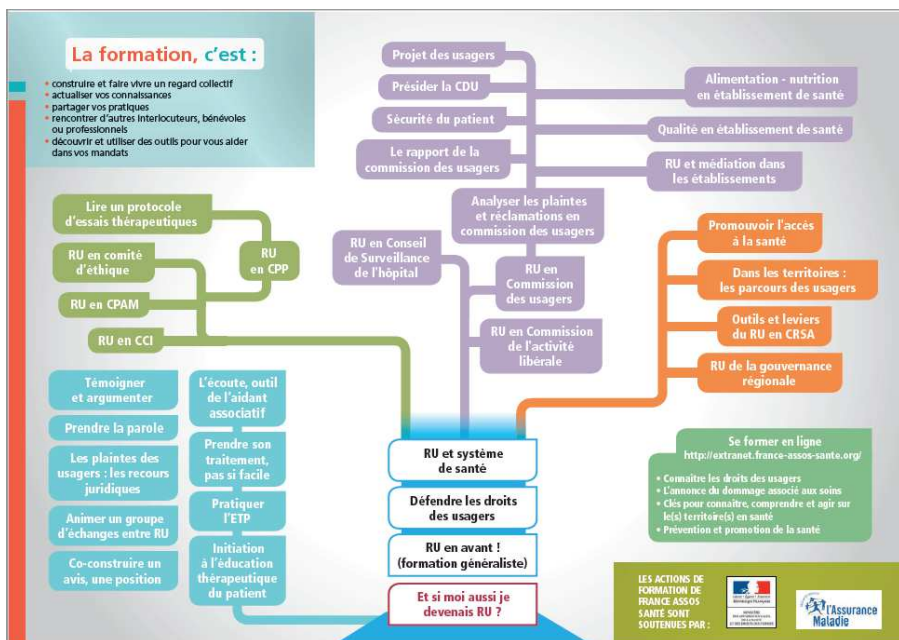 La formation, c'est :
• construire et faire vivre un regard collectif
• actualiser vos connaissances
• partager vos pratiques
• rencontrer d'autres interlocuteurs, bénévoles
ou professionnels
• découvrir et utiliser des outils pour vous aider
dans vos mandats
Projet des usagers
Présider la CDU
Sécurité du patient
Le rapport de la
commission des usagers
Alimentation - nutrition
en établissement de santé
Qualité en établissement de santé
RU et médiation dans
les établissements
Analyser les plaintes
et réclamations en
commission des usagers
RU en Conseil
de Surveillance
de l'hôpital
RU en
Commission
des usagers
RU en Commission
de l'activité
libérale
Lire un protocole
d'essais thérapeutiques
RU en comité
d'éthique
RU
en CPP
RU en CPAM
RU en CCI
Promouvoir l'accès
à la santé
Dans les territoires :
les parcours des usagers
Outils et leviers
du RU en CRSA
RU de la gouvernance
régionale
Témoigner
et argumenter
Prendre la parole
Les plaintes des
usagers : les recours
juridiques
Animer un groupe
d'échanges entre RU
Co-construire un
avis, une position
L'écoute, outil
de l'aidant
associatif
Prendre son
traitement,
pas si facile
Pratiquer
l'ETP
Initiation
à l'éducation
thérapeutique
du patient
RU et système
de santé
Défendre les droits
des usagers
RU en avant !
(formation généraliste)
Et si moi aussi je
devenais RU ?
Se former en ligne
http://extranet.france-assos-sante.org/
• Connaitre les droits des usagers
• L'annonce du dommage associé aux soins
• Clés pour connaitre, comprendre et agir sur
le(s) territoire(s) en santé
• Prévention et promotion de la santé
LES ACTIONS DE
FORMATION DE
FRANCE ASSOS
SANTÉ SONT
SOUTENUES PAR :
l'Assurance
Maladie